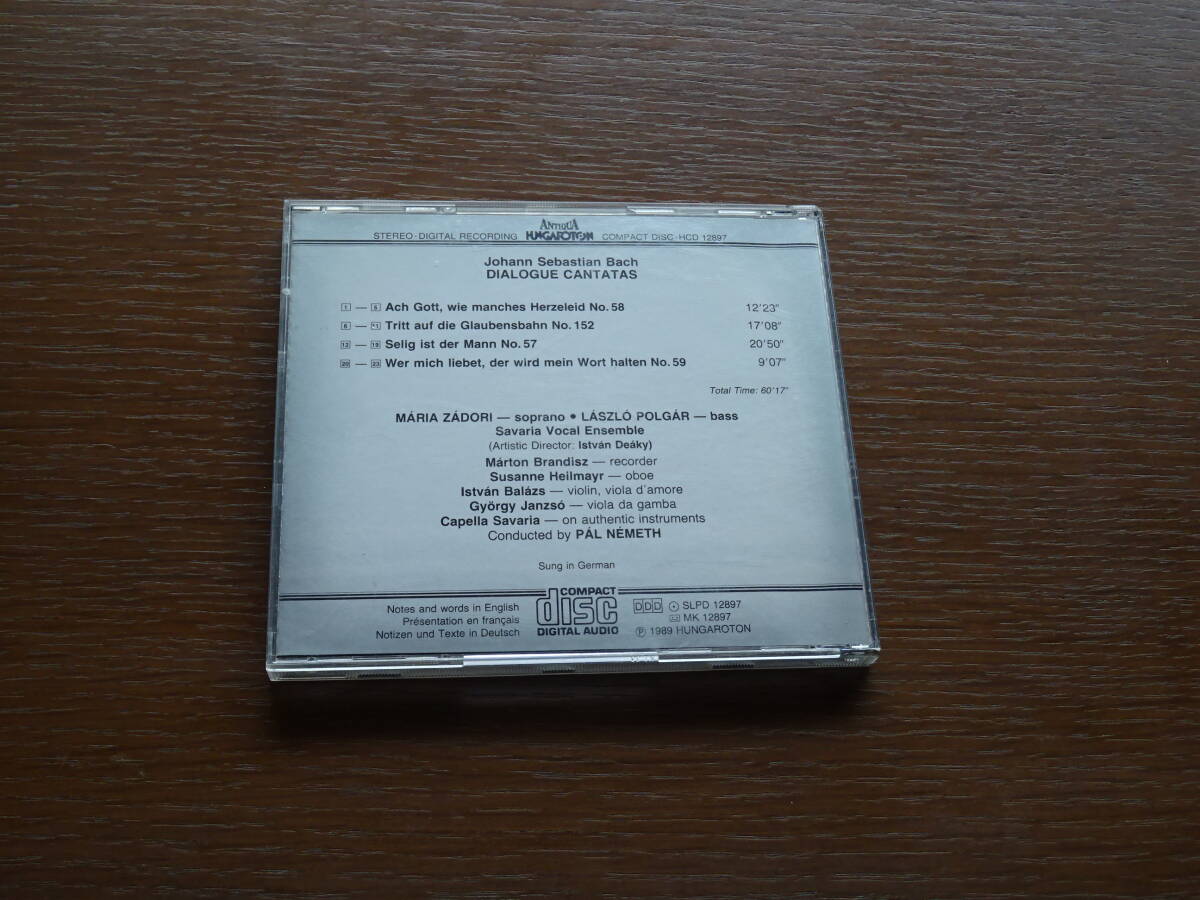 STEREO-DIGITAL RECORDING ANTIQUA HUNGAROTON COMPACT DISC-HCD 12897
Johann Sebastian Bach
DIALOGUE CANTATAS
1 — 5 Ach Gott, wie manches Herzeleid No. 58 12'23"
6 — 11 Tritt auf die Glaubensbahn No. 152 17'08"
12 — 19 Selig ist der Mann No. 57 20'50"
20 — 23 Wer mich liebet, der wird mein Wort halten No. 59 9'07"
Total Time: 60'17"
MÁRIA ZÁDORI — soprano • LÁSZLÓ POLGÁR — bass
Savaria Vocal Ensemble
(Artistic Director: István Deáky)
Márton Brandisz — recorder
Susanne Heilmayr — oboe
István Balázs — violin, viola d'amore
György Janzsó — viola da gamba
Capella Savaria — on authentic instruments
Conducted by PÁL NÉMETH
Sung in German
Notes and words in English
Présentation en français
Notizen und Texte in Deutsch
COMPACT
disc
DIGITAL AUDIO
DDD SLPD 12897
MK 12897
℗ 1989 HUNGAROTON